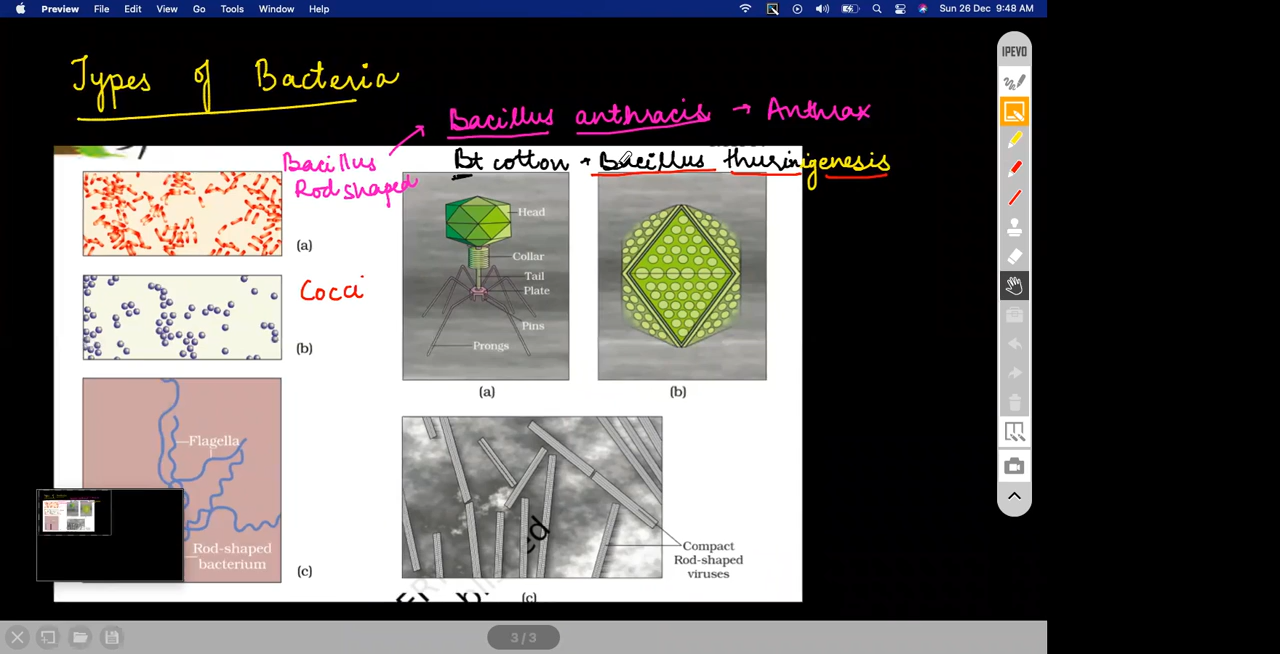 Preview File Edit View Go Tools Window Help Sun 26 Dec 9:48 AM
IPEVO
Types of Bacteria
Bacillus anthracis → Anthrax
Bacillus
Rod shaped
Bt cotton → Bacillus thuringenesis
(a)
Cocci
(b)
Flagella
Rod-shaped
bacterium
(c)
Head
Collar
Tail
Plate
Pins
Prongs
(a)
(b)
Compact
Rod-shaped
viruses
(c)
3 / 3